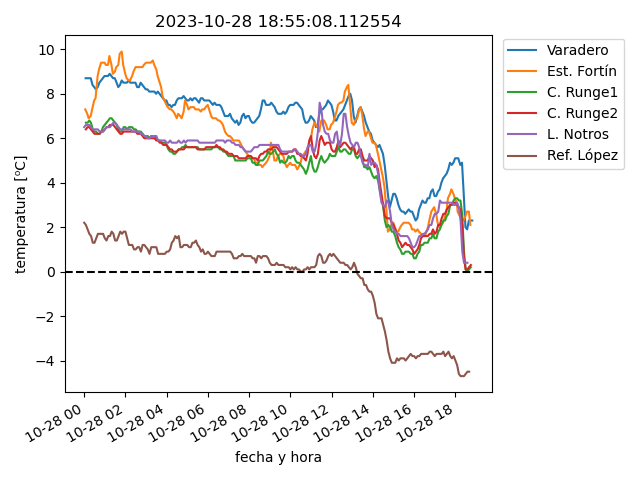 2023-10-28 18:55:08.112554
temperatura [ºC]
10
8
6
4
2
0
−2
−4
10-28 00
10-28 02
10-28 04
10-28 06
10-28 08
10-28 10
10-28 12
10-28 14
10-28 16
10-28 18
fecha y hora
Varadero
Est. Fortín
C. Runge1
C. Runge2
L. Notros
Ref. López